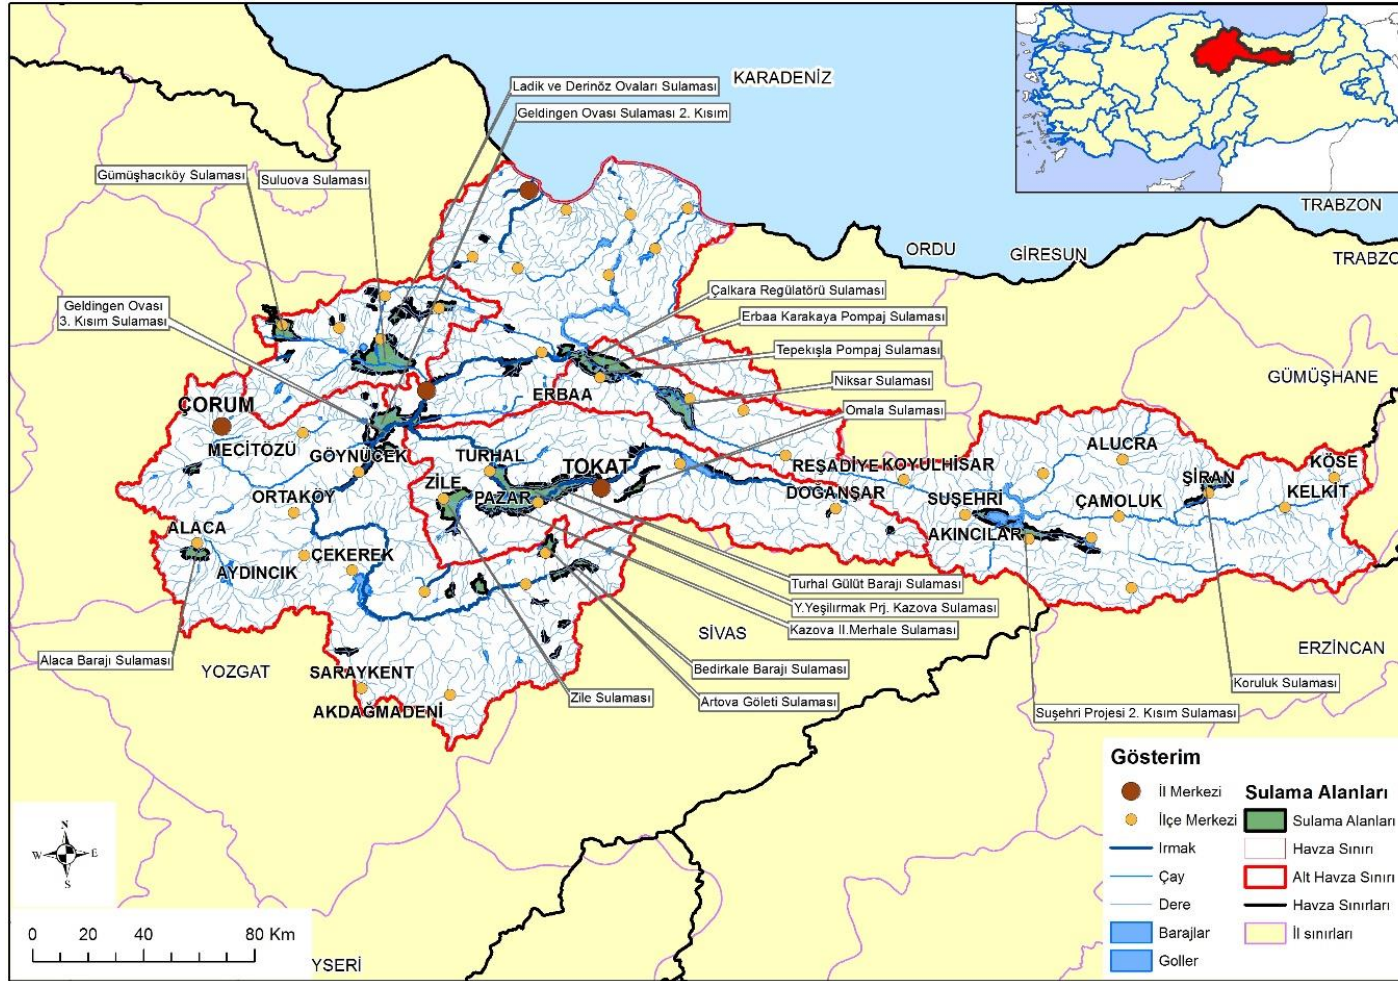 KARADENİZ
TRABZON
ORDU
GİRESUN
TRABZO
GÜMÜŞHANE
Ladik ve Derinöz Ovaları Sulaması
Geldingen Ovası Sulaması 2. Kısım
Gümüşhacıköy Sulaması
Suluova Sulaması
Geldingen Ovası
3. Kısım Sulaması
Çalkara Regülatörü Sulaması
Erbaa Karakaya Pompaj Sulaması
Tepekışla Pompaj Sulaması
Niksar Sulaması
Omala Sulaması
ERBAA
ÇORUM
MECİTÖZÜ
GÖYNÜCEK
TURHAL
TOKAT
ZİLE
PAZAR
REŞADİYE
KOYULHİSAR
ALUCRA
KÖSE
ŞİRAN
KELKİT
DOĞANŞAR
SUŞEHRİ
ÇAMOLUK
AKINCILAR
ORTAKÖY
ALACA
ÇEKEREK
AYDINCIK
Turhal Gülüt Barajı Sulaması
Y.Yeşilırmak Prj. Kazova Sulaması
Kazova II.Merhale Sulaması
SİVAS
Bedirkale Barajı Sulaması
Artova Göleti Sulaması
Zile Sulaması
Alaca Barajı Sulaması
YOZGAT
SARAYKENT
AKDAĞMADENİ
ERZİNCAN
Koruluk Sulaması
Suşehri Projesi 2. Kısım Sulaması
Gösterim
İl Merkezi
İlçe Merkezi
Irmak
Çay
Dere
Barajlar
Goller
Sulama Alanları
Sulama Alanları
Havza Sınırı
Alt Havza Sınırı
Havza Sınırları
İl sınırları
N
W E
S
0 20 40 80 Km
YSERİ